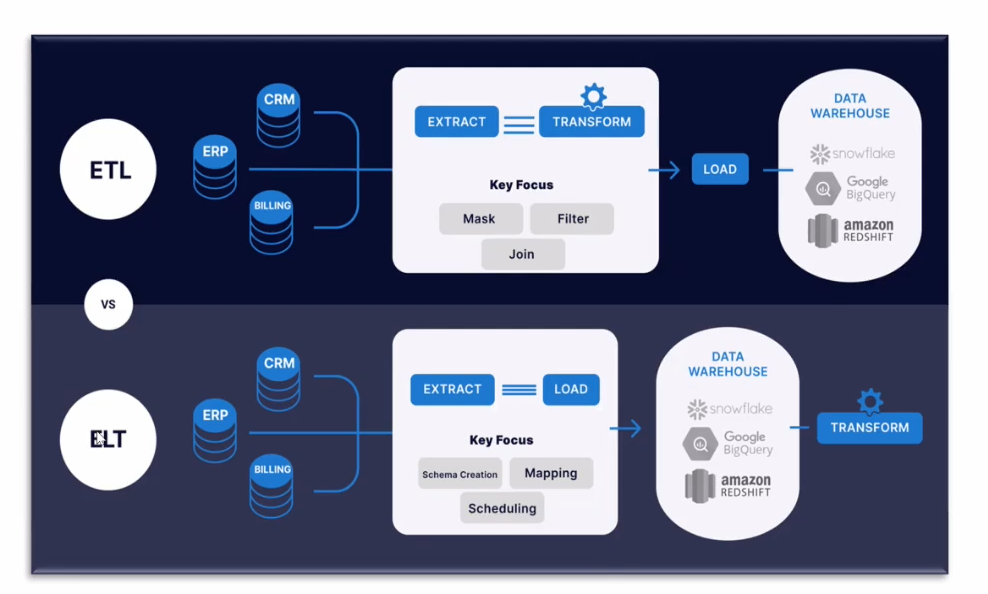 ETL
CRM
ERP
BILLING
EXTRACT
TRANSFORM
Key Focus
Mask
Filter
Join
LOAD
DATA
WAREHOUSE
snowflake
Google
BigQuery
amazon
REDSHIFT
VS
ELT
CRM
ERP
BILLING
EXTRACT
LOAD
Key Focus
Schema Creation
Mapping
Scheduling
DATA
WAREHOUSE
snowflake
Google
BigQuery
amazon
REDSHIFT
TRANSFORM